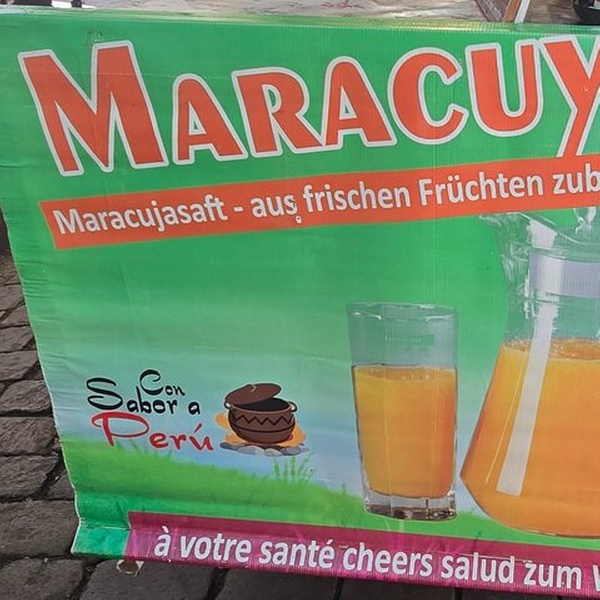 MARACUY
Maracujasaft - aus frischen Früchten zub
Con
Sabor a
Perú
à votre santé cheers salud zum